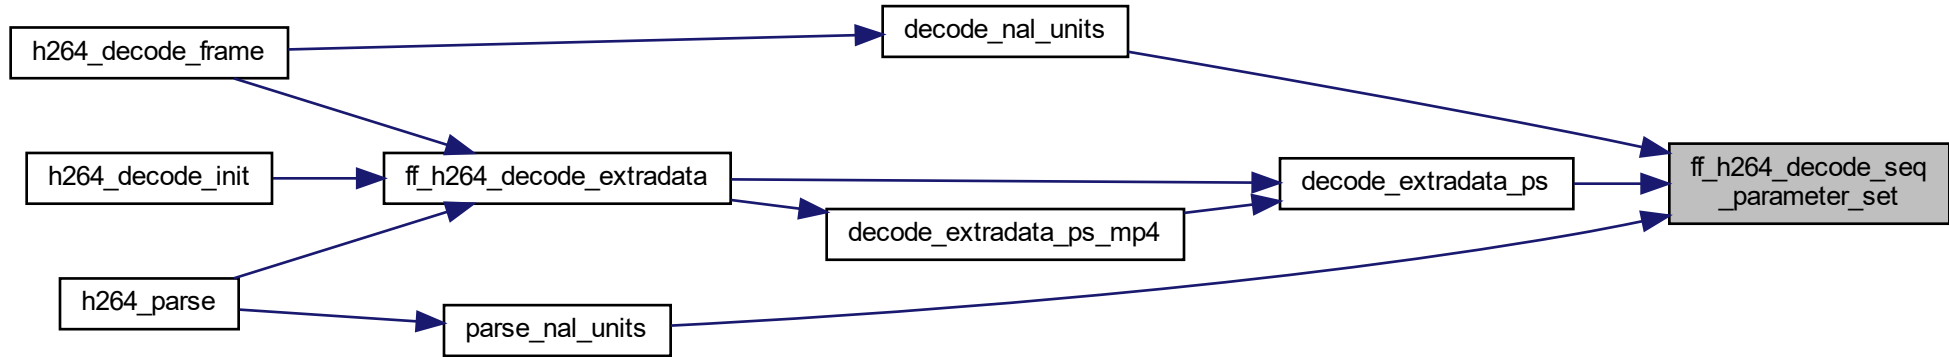 h264_decode_frame
decode_nal_units
h264_decode_init
ff_h264_decode_extradata
decode_extradata_ps
ff_h264_decode_seq
_parameter_set
decode_extradata_ps_mp4
h264_parse
parse_nal_units